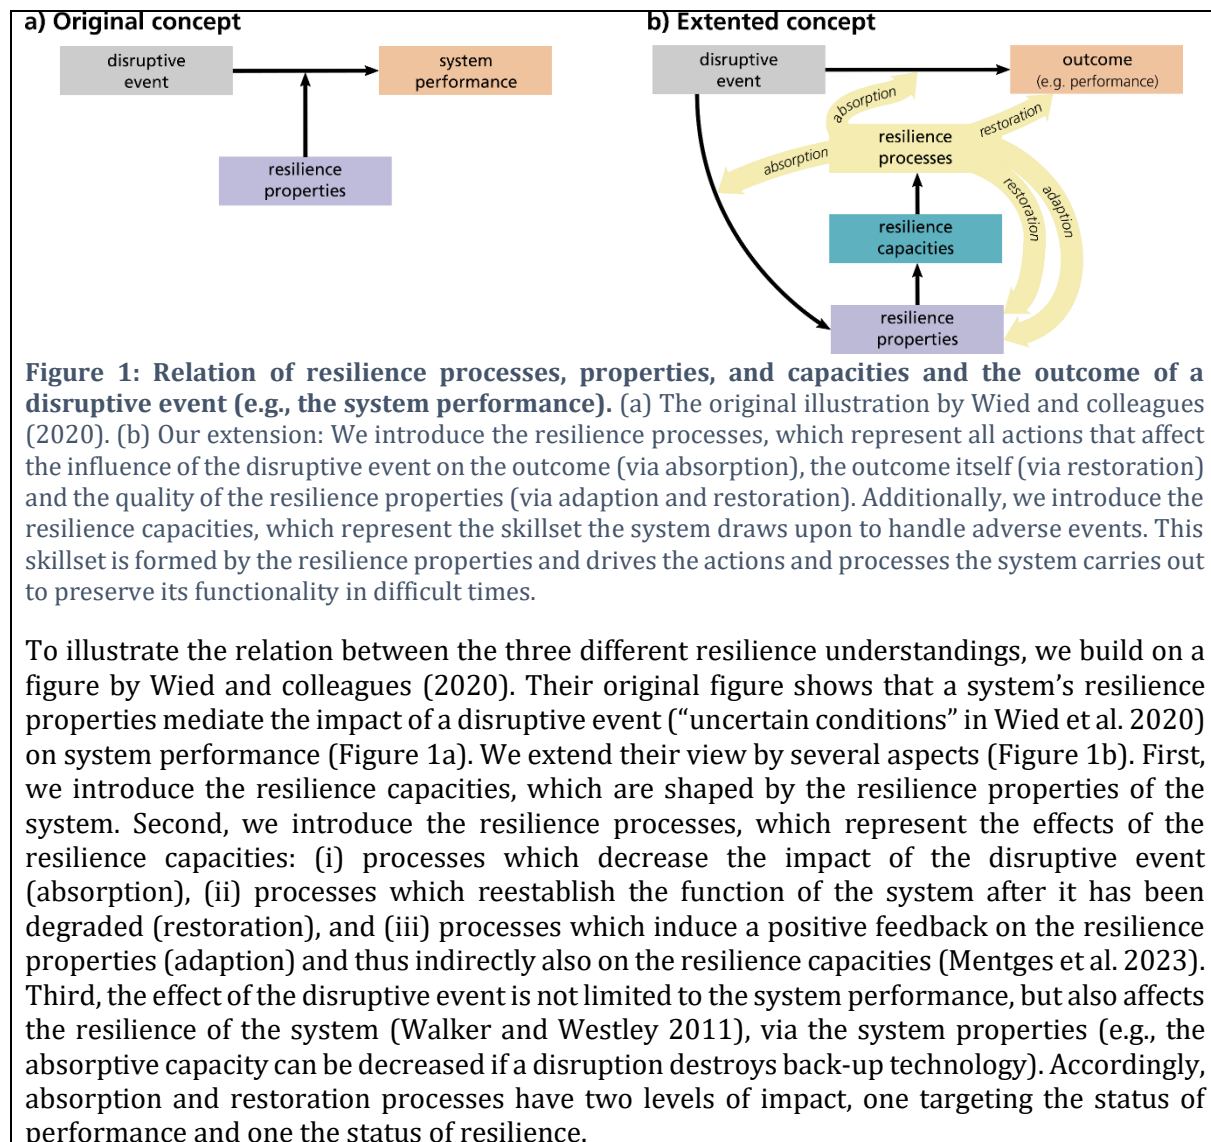 a) Original concept
disruptive
event
system
performance
resilience
properties
b) Extented concept
disruptive
event
outcome
(e.g. performance)
absorption
restoration
resilience
processes
absorption
restoration
adaption
resilience
capacities
resilience
properties
Figure 1: Relation of resilience processes, properties, and capacities and the outcome of a
disruptive event (e.g., the system performance). (a) The original illustration by Wied and colleagues
(2020). (b) Our extension: We introduce the resilience processes, which represent all actions that affect
the influence of the disruptive event on the outcome (via absorption), the outcome itself (via restoration)
and the quality of the resilience properties (via adaption and restoration). Additionally, we introduce the
resilience capacities, which represent the skillset the system draws upon to handle adverse events. This
skillset is formed by the resilience properties and drives the actions and processes the system carries out
to preserve its functionality in difficult times.
To illustrate the relation between the three different resilience understandings, we build on a
figure by Wied and colleagues (2020). Their original figure shows that a system’s resilience
properties mediate the impact of a disruptive event (“uncertain conditions” in Wied et al. 2020)
on system performance (Figure 1a). We extend their view by several aspects (Figure 1b). First,
we introduce the resilience capacities, which are shaped by the resilience properties of the
system. Second, we introduce the resilience processes, which represent the effects of the
resilience capacities: (i) processes which decrease the impact of the disruptive event
(absorption), (ii) processes which reestablish the function of the system after it has been
degraded (restoration), and (iii) processes which induce a positive feedback on the resilience
properties (adaption) and thus indirectly also on the resilience capacities (Mentges et al. 2023).
Third, the effect of the disruptive event is not limited to the system performance, but also affects
the resilience of the system (Walker and Westley 2011), via the system properties (e.g., the
absorptive capacity can be decreased if a disruption destroys back-up technology). Accordingly,
absorption and restoration processes have two levels of impact, one targeting the status of
performance and one the status of resilience.